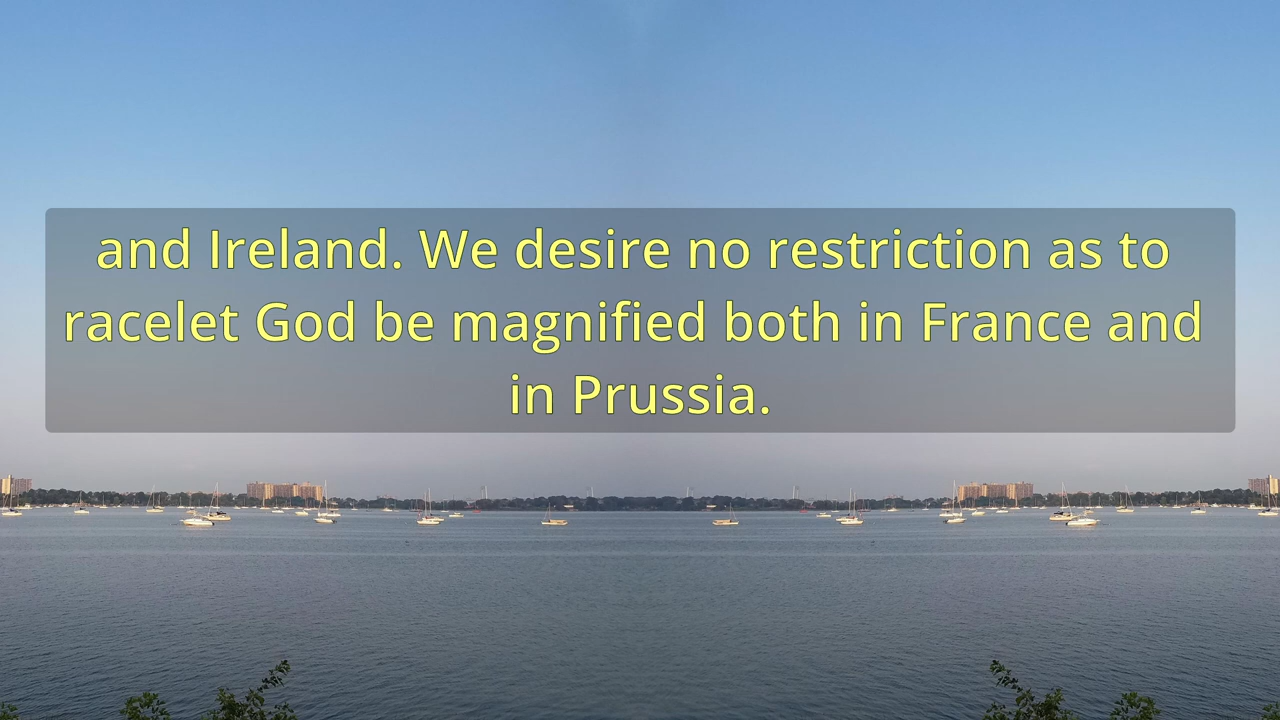 and Ireland. We desire no restriction as to
racelet God be magnified both in France and
in Prussia.